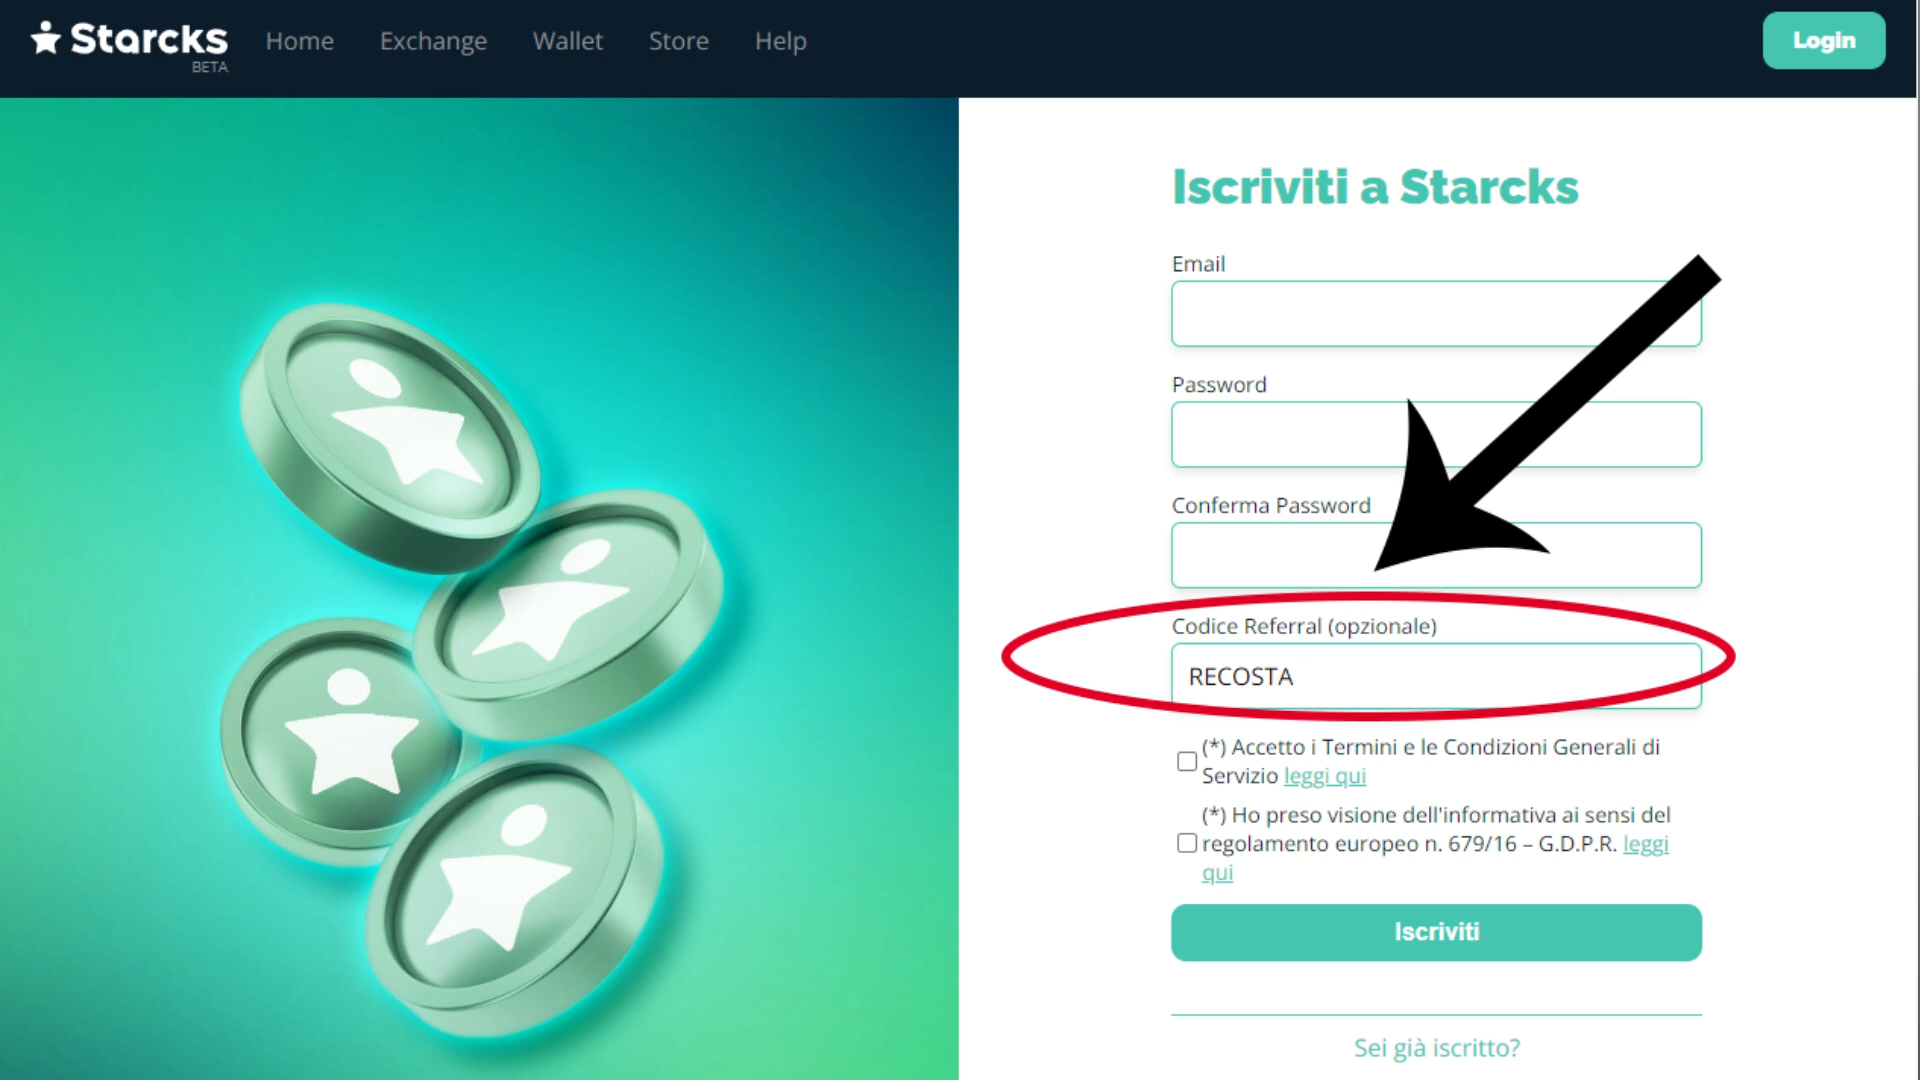 Starcks
BETA
Home
Exchange
Wallet
Store
Help
Login
Iscriviti a Starcks
Email
Password
Conferma Password
Codice Referral (opzionale)
RECOSTA
(*) Accetto i Termini e le Condizioni Generali di
Servizio leggi qui
(*) Ho preso visione dell'informativa ai sensi del
regolamento europeo n. 679/16 – G.D.P.R. leggi
qui
Iscriviti
Sei già iscritto?